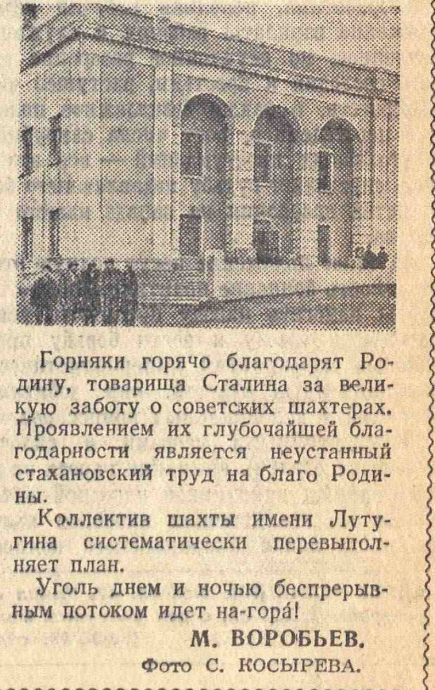 Горняки горячо благодарят Ро-
дину, товарища Сталина за вели-
кую заботу о советских шахтерах.
Проявлением их глубочайшей бла-
годарности является неустанный
стахановский труд на благо Роди-
ны.
Коллектив шахты имени Луту-
гина систематически перевыпол-
няет план.
Уголь днем и ночью беспрерыв-
ным потоком идет на-гора́!
М. ВОРОБЬЕВ.
Фото С. КОСЫРЕВА.